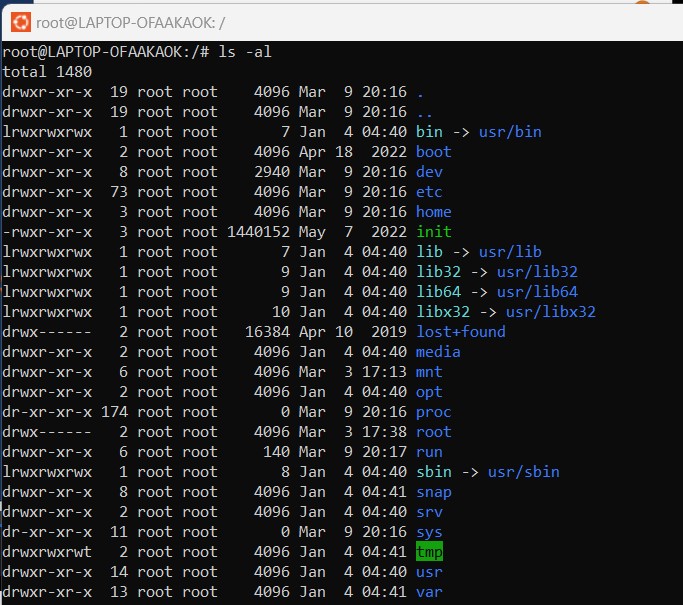 root@LAPTOP-OFAAKAOK: /
root@LAPTOP-OFAAKAOK:/# ls -al
total 1480
drwxr-xr-x  19 root root    4096 Mar  9 20:16 .
drwxr-xr-x  19 root root    4096 Mar  9 20:16 ..
lrwxrwxrwx   1 root root       7 Jan  4 04:40 bin -> usr/bin
drwxr-xr-x   2 root root    4096 Apr 18  2022 boot
drwxr-xr-x   8 root root    2940 Mar  9 20:16 dev
drwxr-xr-x  73 root root    4096 Mar  9 20:16 etc
drwxr-xr-x   3 root root    4096 Mar  9 20:16 home
-rwxr-xr-x   3 root root 1440152 May  7  2022 init
lrwxrwxrwx   1 root root       7 Jan  4 04:40 lib -> usr/lib
lrwxrwxrwx   1 root root       9 Jan  4 04:40 lib32 -> usr/lib32
lrwxrwxrwx   1 root root       9 Jan  4 04:40 lib64 -> usr/lib64
lrwxrwxrwx   1 root root      10 Jan  4 04:40 libx32 -> usr/libx32
drwx------   2 root root   16384 Apr 10  2019 lost+found
drwxr-xr-x   2 root root    4096 Jan  4 04:40 media
drwxr-xr-x   6 root root    4096 Mar  3 17:13 mnt
drwxr-xr-x   2 root root    4096 Jan  4 04:40 opt
dr-xr-xr-x 174 root root       0 Mar  9 20:16 proc
drwx------   2 root root    4096 Mar  3 17:38 root
drwxr-xr-x   6 root root     140 Mar  9 20:17 run
lrwxrwxrwx   1 root root       8 Jan  4 04:40 sbin -> usr/sbin
drwxr-xr-x   8 root root    4096 Jan  4 04:41 snap
drwxr-xr-x   2 root root    4096 Jan  4 04:40 srv
dr-xr-xr-x  11 root root       0 Mar  9 20:16 sys
drwxrwxrwt   2 root root    4096 Jan  4 04:41 tmp
drwxr-xr-x  14 root root    4096 Jan  4 04:40 usr
drwxr-xr-x  13 root root    4096 Jan  4 04:41 var